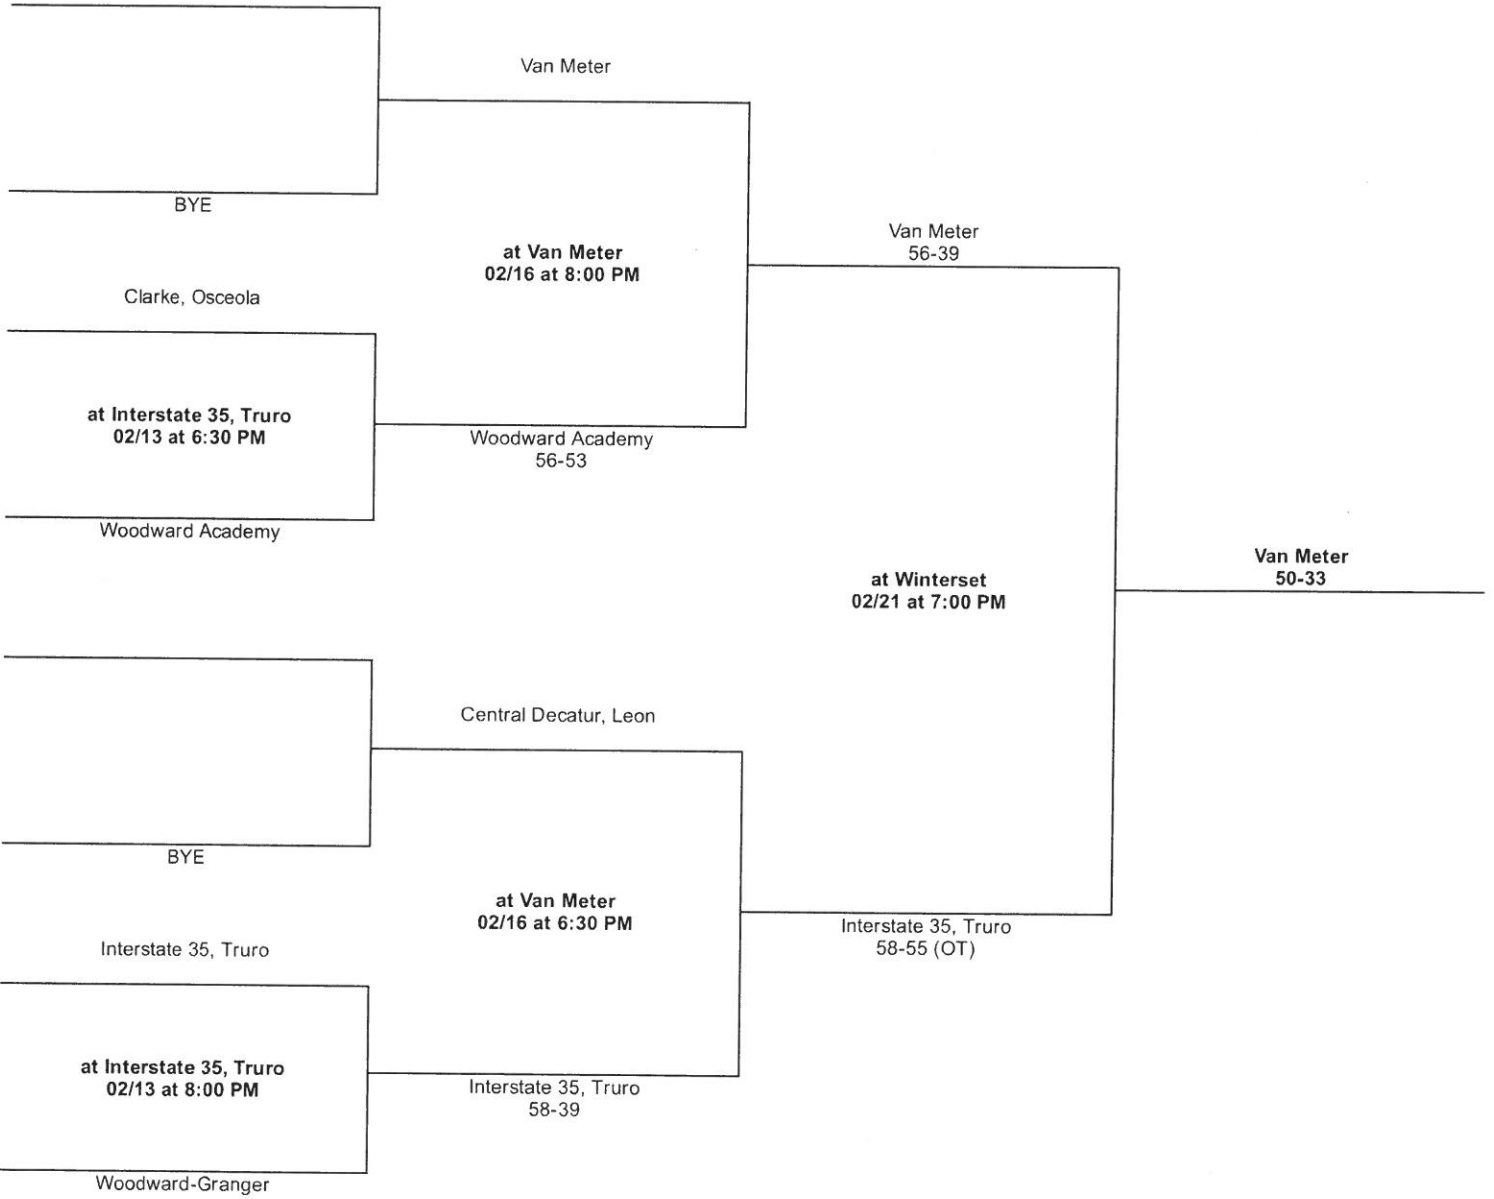 Van Meter
BYE
at Van Meter
02/16 at 8:00 PM
Van Meter
56-39
Clarke, Osceola
at Interstate 35, Truro
02/13 at 6:30 PM
Woodward Academy
56-53
Woodward Academy
at Winterset
02/21 at 7:00 PM
Van Meter
50-33
Central Decatur, Leon
BYE
at Van Meter
02/16 at 6:30 PM
Interstate 35, Truro
58-55 (OT)
Interstate 35, Truro
at Interstate 35, Truro
02/13 at 8:00 PM
Interstate 35, Truro
58-39
Woodward-Granger